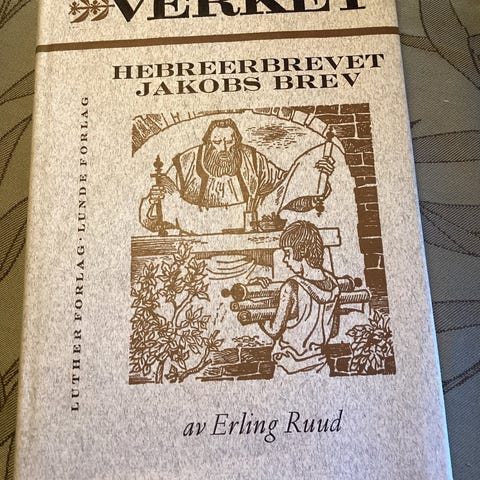 VERKET
HEBREERBREVET
JAKOBS BREV
LUTHER FORLAG · LUNDE FORLAG
av Erling Ruud